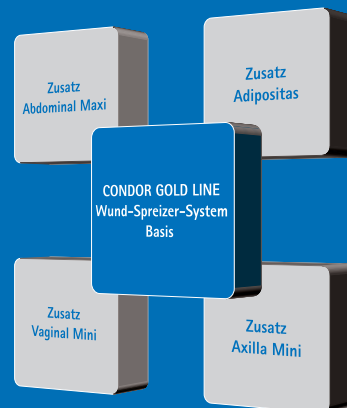 Zusatz
Abdominal Maxi
Zusatz
Adipositas
CONDOR GOLD LINE
Wund-Spreizer-System
Basis
Zusatz
Vaginal Mini
Zusatz
Axilla Mini